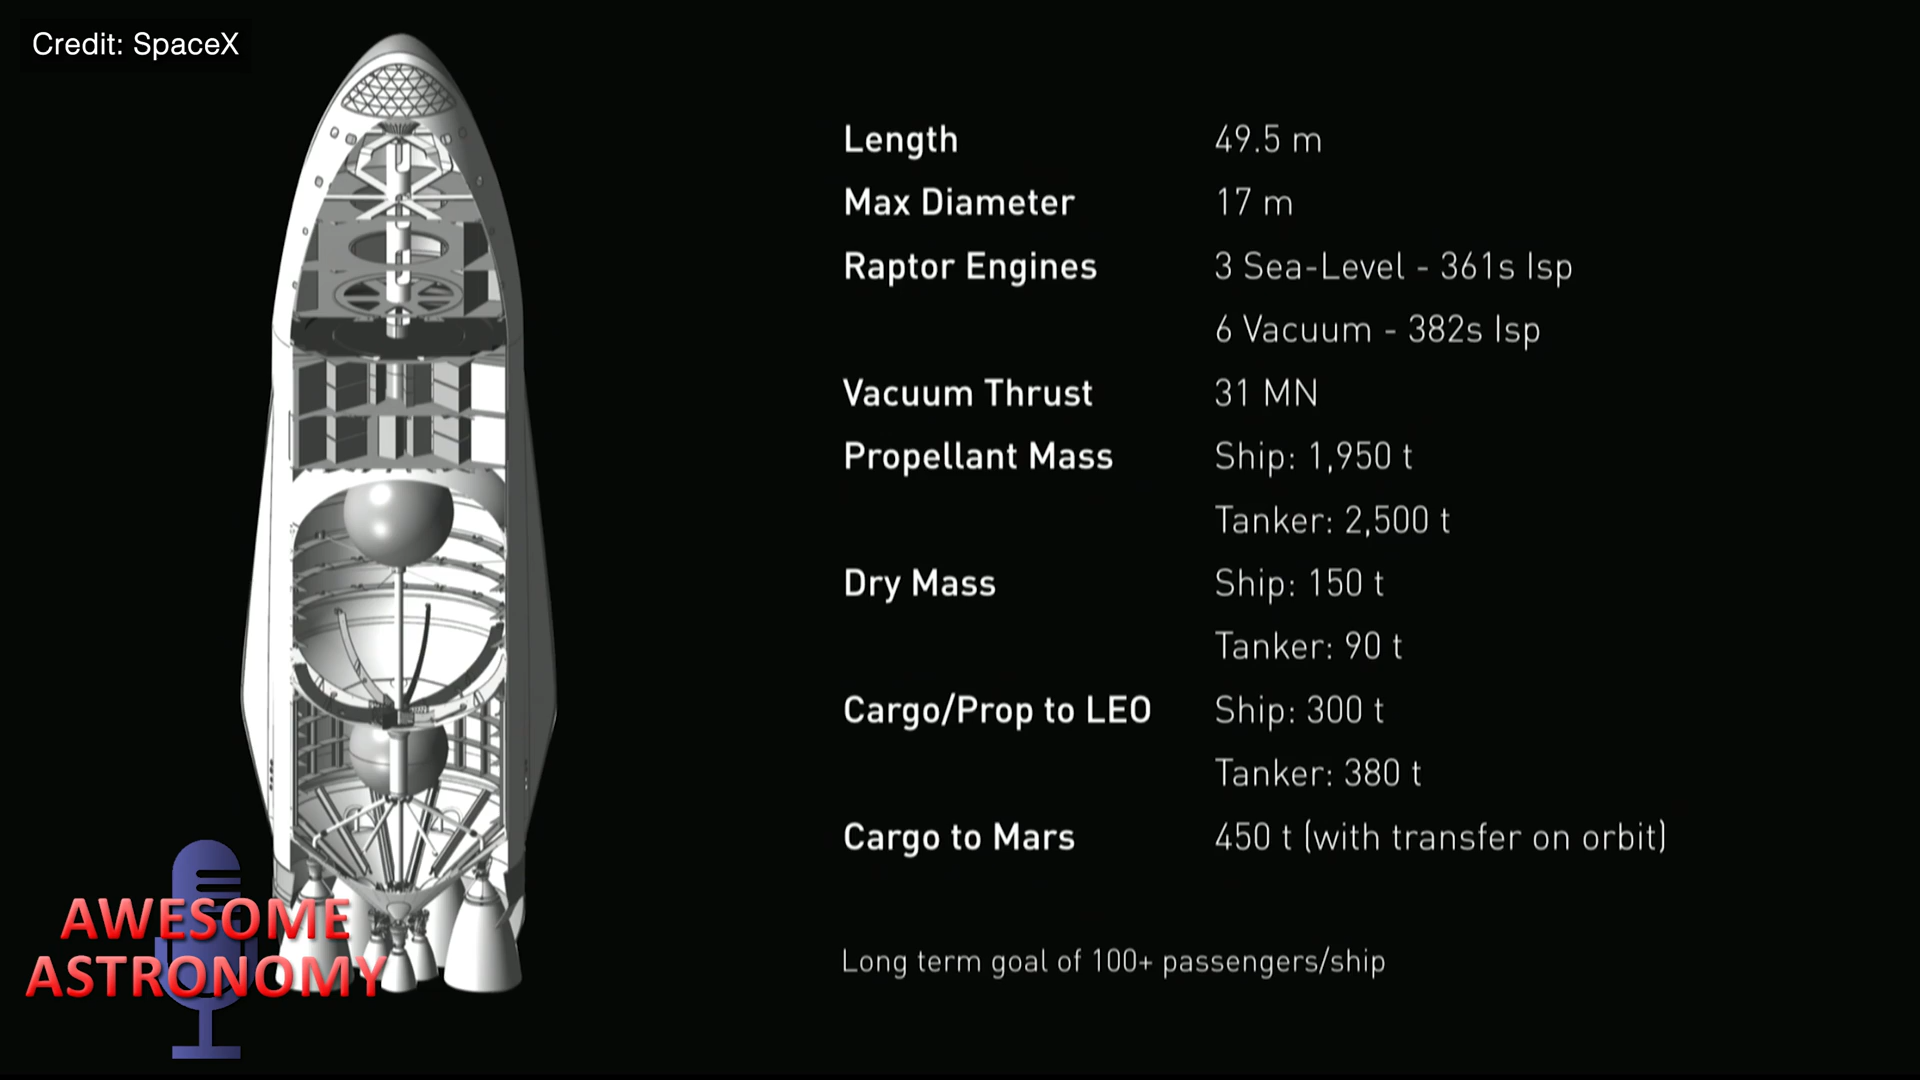 Credit: SpaceX
Length 49.5 m
Max Diameter 17 m
Raptor Engines 3 Sea-Level - 361s Isp
6 Vacuum - 382s Isp
Vacuum Thrust 31 MN
Propellant Mass Ship: 1,950 t
Tanker: 2,500 t
Dry Mass Ship: 150 t
Tanker: 90 t
Cargo/Prop to LEO Ship: 300 t
Tanker: 380 t
Cargo to Mars 450 t (with transfer on orbit)
Long term goal of 100+ passengers/ship
AWESOME
ASTRONOMY